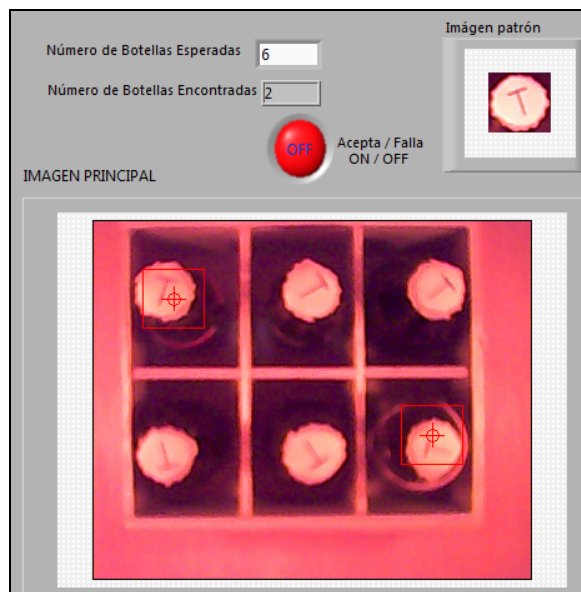 Imágen patrón
Número de Botellas Esperadas 6
Número de Botellas Encontradas 2
OFF
Acepta / Falla
ON / OFF
IMAGEN PRINCIPAL
T
T
T
T
T
T
T